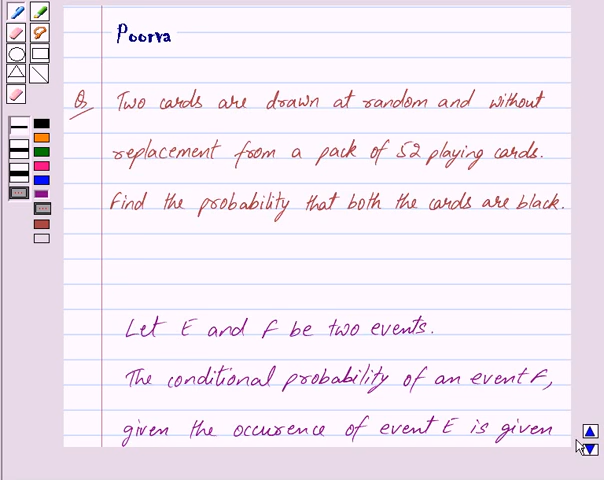 Poorva
Q Two cards are drawn at random and without
replacement from a pack of 52 playing cards.
Find the probability that both the cards are black.
Let E and F be two events.
The conditional probability of an event F,
given the occurence of event E is given